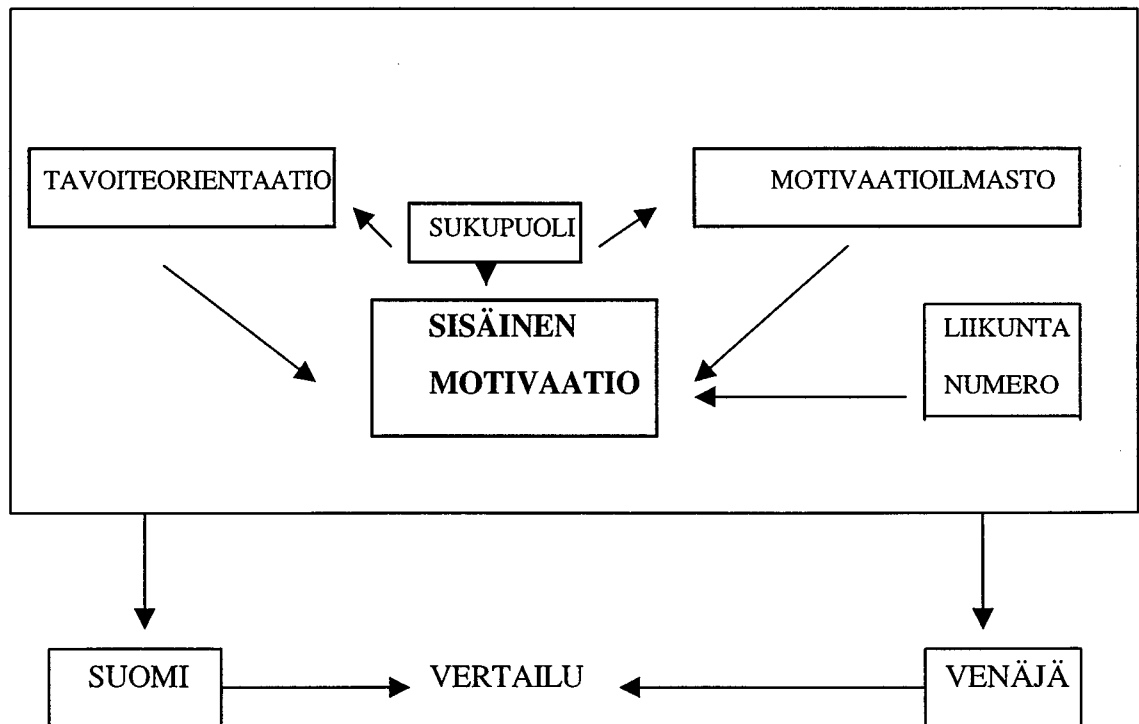 TAVOITEORIENTAATIO
MOTIVAATIOILMASTO
SUKUPUOLI
SISÄINEN
MOTIVAATIO
LIIKUNTA
NUMERO
SUOMI
VERTAILU
VENÄJÄ